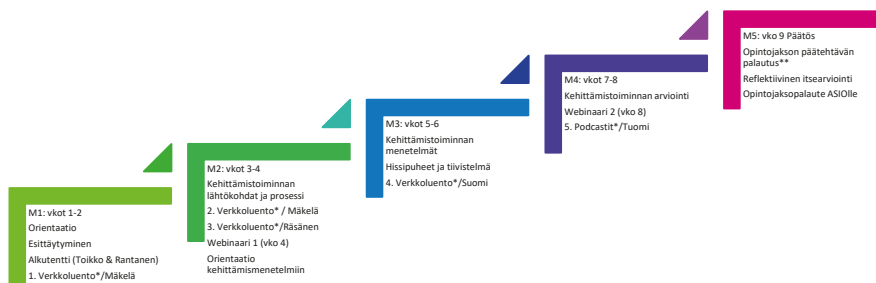 M1: vkot 1-2
Orientaatio
Esittäytyminen
Alkutentti (Toikko & Rantanen)
1. Verkkoluento*/Mäkelä
M2: vkot 3-4
Kehittämistoiminnan
lähtökohdat ja prosessi
2. Verkkoluento* / Mäkelä
3. Verkkoluento*/Räsänen
Webinaari 1 (vko 4)
Orientaatio
kehittämismenetelmiin
M3: vkot 5-6
Kehittämistoiminnan
menetelmät
Hissipuheet ja tiivistelmä
4. Verkkoluento*/Suomi
M4: vkot 7-8
Kehittämistoiminnan arviointi
Webinaari 2 (vko 8)
5. Podcastit*/Tuomi
M5: vko 9 Päätös
Opintojakson päätehtävän
palautus**
Reflektiivinen itsearviointi
Opintojaksopalaute ASIOlle